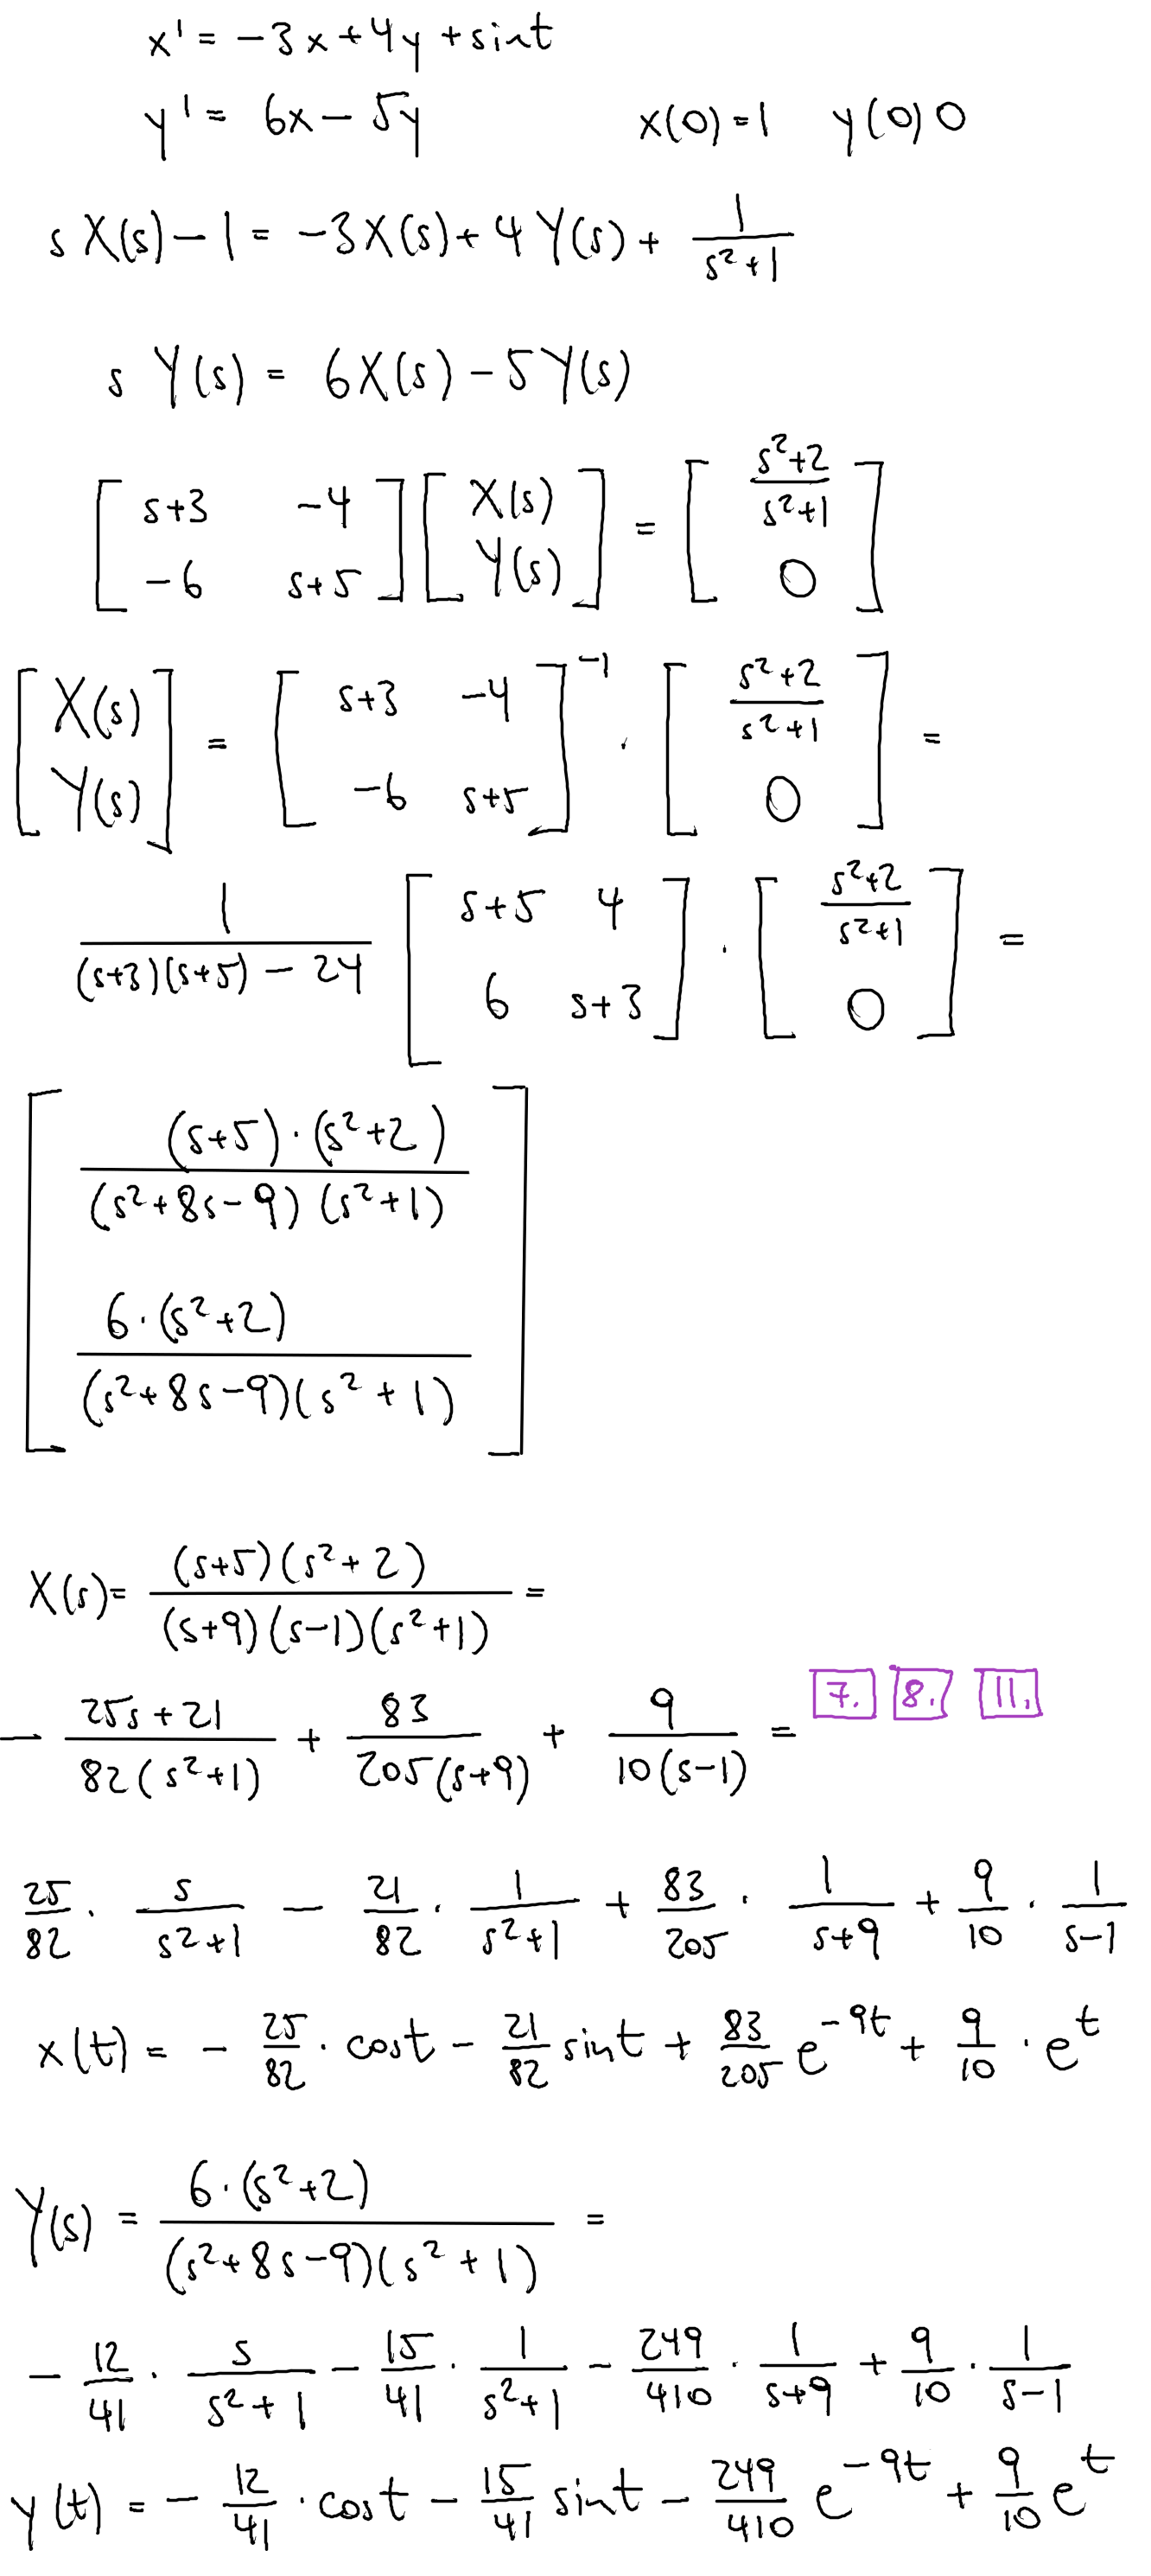 x' = -3x + 4y + sint
y' = 6x - 5y x(0) = 1 y(0) 0
s X(s) - 1 = -3X(s) + 4Y(s) + \frac{1}{s^2+1}
s Y(s) = 6X(s) - 5Y(s)
\begin{bmatrix} s+3 & -4 \\ -6 & s+5 \end{bmatrix} \begin{bmatrix} X(s) \\ Y(s) \end{bmatrix} = \begin{bmatrix} \frac{s^2+2}{s^2+1} \\ 0 \end{bmatrix}
\begin{bmatrix} X(s) \\ Y(s) \end{bmatrix} = \begin{bmatrix} s+3 & -4 \\ -6 & s+5 \end{bmatrix}^{-1} \cdot \begin{bmatrix} \frac{s^2+2}{s^2+1} \\ 0 \end{bmatrix} =
\frac{1}{(s+3)(s+5) - 24} \begin{bmatrix} s+5 & 4 \\ 6 & s+3 \end{bmatrix} \cdot \begin{bmatrix} \frac{s^2+2}{s^2+1} \\ 0 \end{bmatrix} =
\begin{bmatrix} \frac{(s+5) \cdot (s^2+2)}{(s^2+8s-9)(s^2+1)} \\ \frac{6 \cdot (s^2+2)}{(s^2+8s-9)(s^2+1)} \end{bmatrix}
X(s) = \frac{(s+5)(s^2+2)}{(s+9)(s-1)(s^2+1)} =
- \frac{25s+21}{82(s^2+1)} + \frac{83}{205(s+9)} + \frac{9}{10(s-1)} = 7. 8. 11.
\frac{25}{82} \cdot \frac{s}{s^2+1} - \frac{21}{82} \cdot \frac{1}{s^2+1} + \frac{83}{205} \cdot \frac{1}{s+9} + \frac{9}{10} \cdot \frac{1}{s-1}
x(t) = - \frac{25}{82} \cdot cost - \frac{21}{82} sint + \frac{83}{205} e^{-9t} + \frac{9}{10} \cdot e^t
Y(s) = \frac{6 \cdot (s^2+2)}{(s^2+8s-9)(s^2+1)} =
- \frac{12}{41} \cdot \frac{s}{s^2+1} - \frac{15}{41} \cdot \frac{1}{s^2+1} - \frac{249}{410} \cdot \frac{1}{s+9} + \frac{9}{10} \cdot \frac{1}{s-1}
y(t) = - \frac{12}{41} \cdot cost - \frac{15}{41} sint - \frac{249}{410} e^{-9t} + \frac{9}{10} e^t